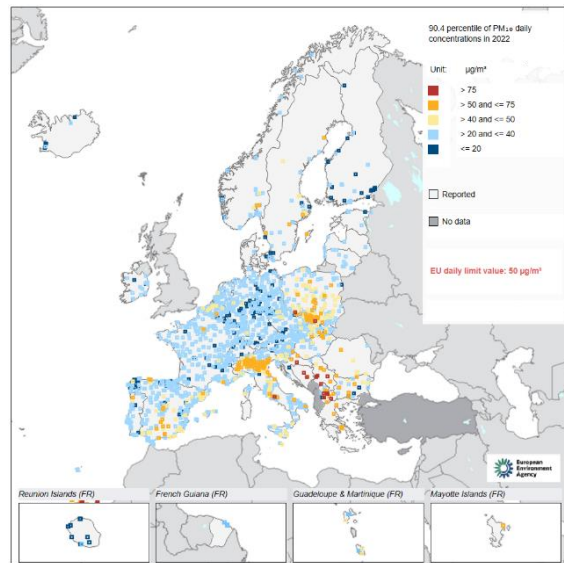 90.4 percentile of PM₁₀ daily
concentrations in 2022
Unit: µg/m³
> 75
> 50 and <= 75
> 40 and <= 50
> 20 and <= 40
<= 20
Reported
No data
EU daily limit value: 50 µg/m³
European
Environment
Agency
Reunion Islands (FR)
French Guiana (FR)
Guadeloupe & Martinique (FR)
Mayotte Islands (FR)